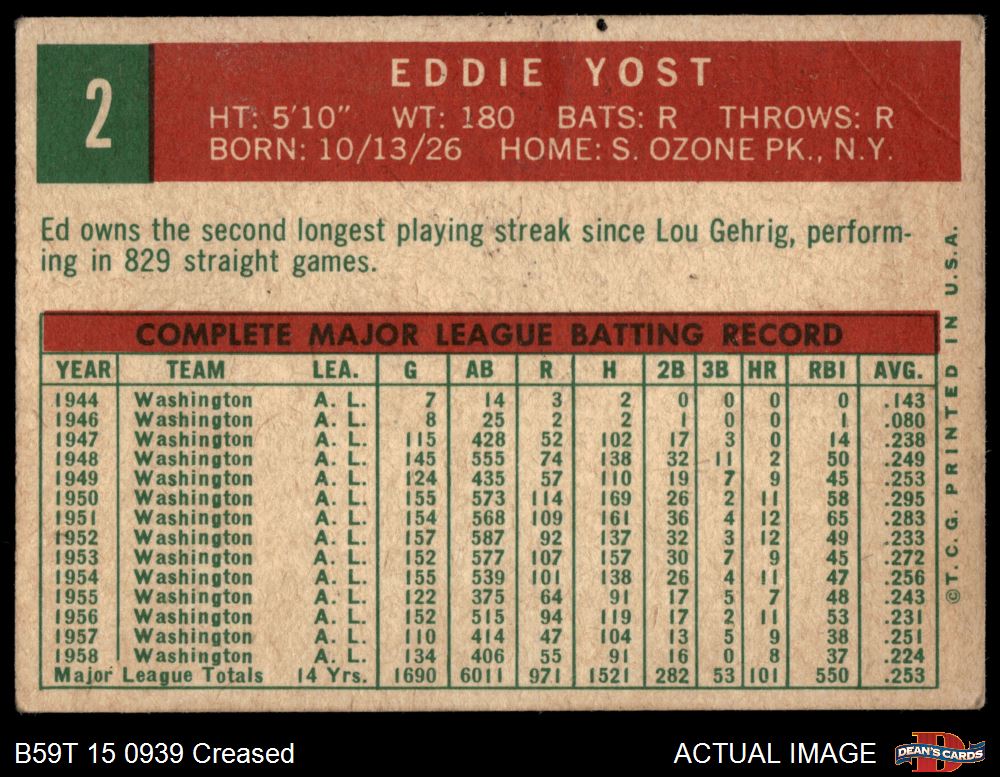 2
EDDIE YOST
HT: 5'10" WT: 180 BATS: R THROWS: R
BORN: 10/13/26 HOME: S. OZONE PK., N.Y.
Ed owns the second longest playing streak since Lou Gehrig, perform-
ing in 829 straight games.
COMPLETE MAJOR LEAGUE BATTING RECORD
YEAR TEAM LEA. G AB R H 2B 3B HR RBI AVG.
1944 Washington A. L. 7 14 3 2 0 0 0 0 .143
1946 Washington A. L. 8 25 2 2 1 0 0 1 .080
1947 Washington A. L. 115 428 52 102 17 3 0 14 .238
1948 Washington A. L. 145 555 74 138 32 11 2 50 .249
1949 Washington A. L. 124 435 57 110 19 7 9 45 .253
1950 Washington A. L. 155 573 114 169 26 2 11 58 .295
1951 Washington A. L. 154 568 109 161 36 4 12 65 .283
1952 Washington A. L. 157 587 92 137 32 3 12 49 .233
1953 Washington A. L. 152 577 107 157 30 7 9 45 .272
1954 Washington A. L. 155 539 101 138 26 4 11 47 .256
1955 Washington A. L. 122 375 64 91 17 5 7 48 .243
1956 Washington A. L. 152 515 94 119 17 2 11 53 .231
1957 Washington A. L. 110 414 47 104 13 5 9 38 .251
1958 Washington A. L. 134 406 55 91 16 0 8 37 .224
Major League Totals 14 Yrs. 1690 6011 971 1521 282 53 101 550 .253
©T. C. G. PRINTED IN U.S.A.
B59T 15 0939 Creased
ACTUAL IMAGE
DEAN'S CARDS